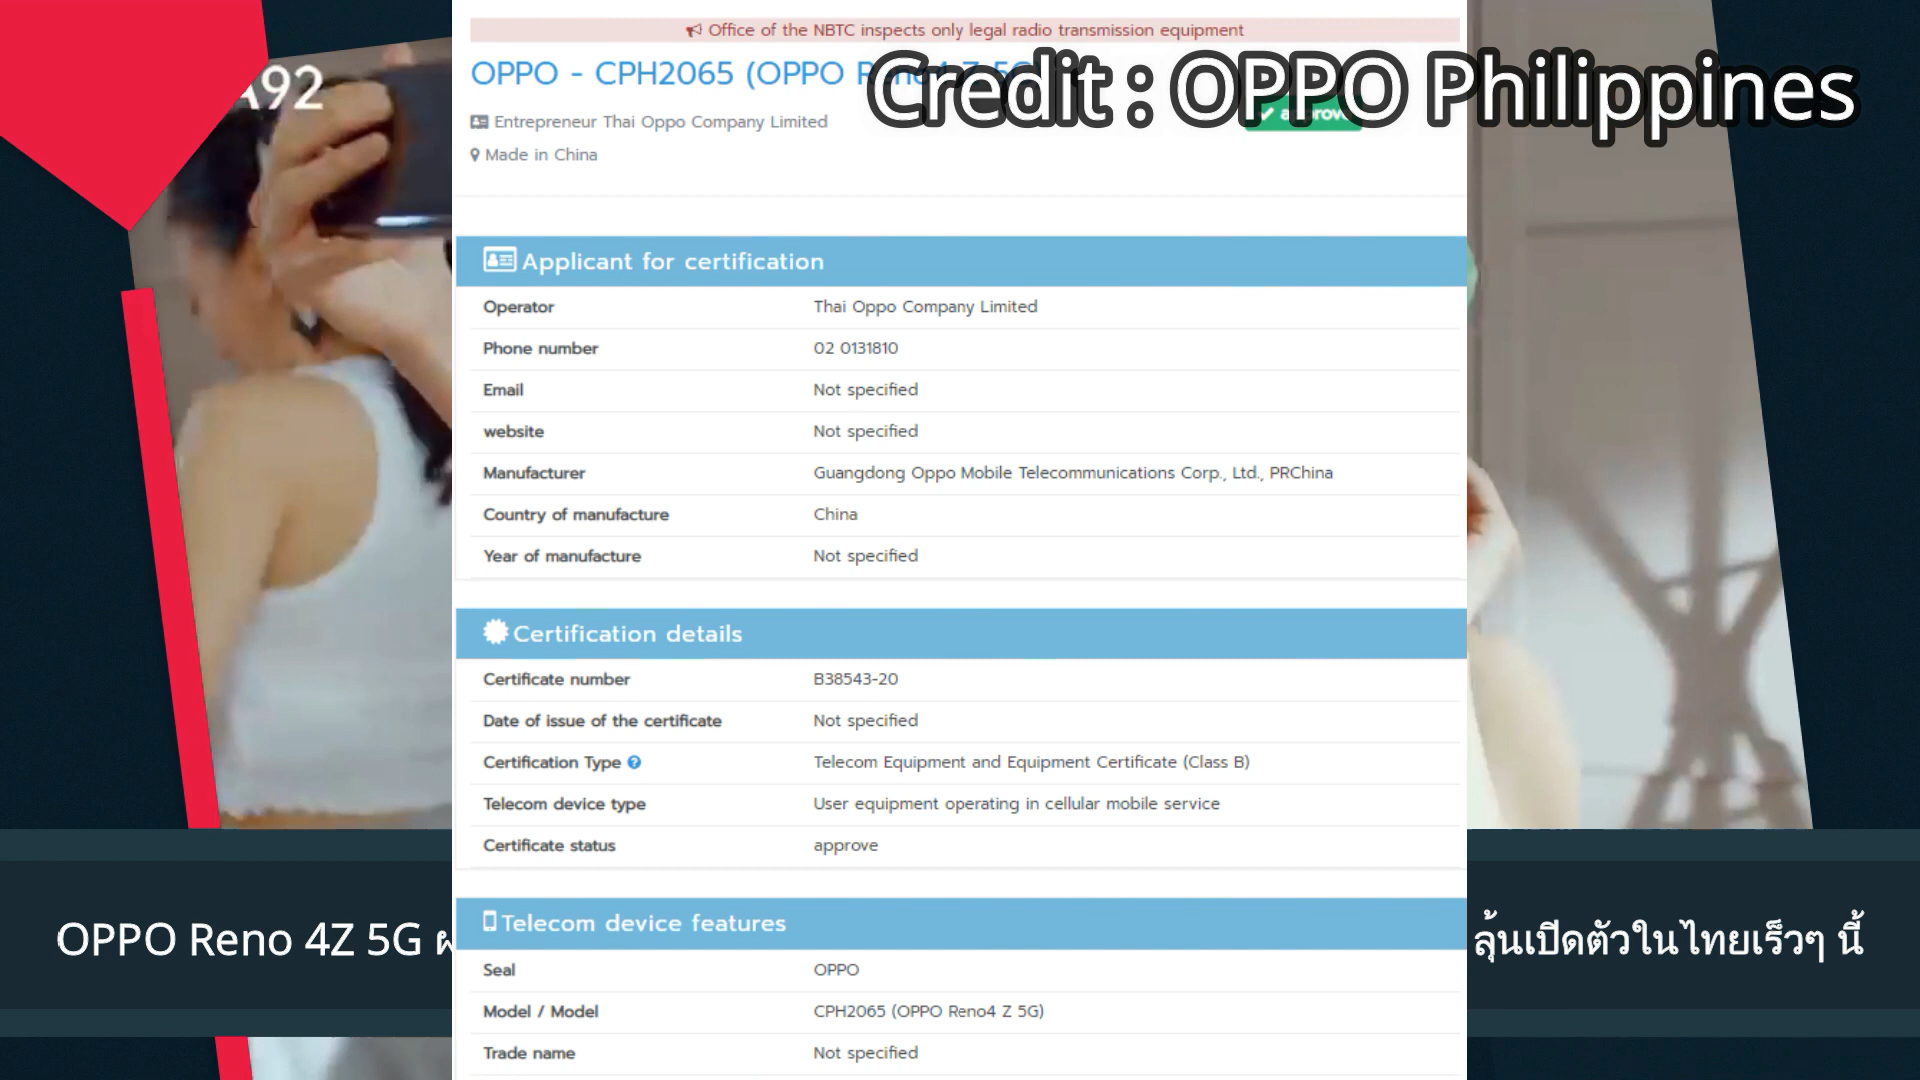 Office of the NBTC inspects only legal radio transmission equipment
A92
OPPO - CPH2065 (OPPO Reno4 Z 5G
Credit : OPPO Philippines
Entrepreneur Thai Oppo Company Limited
Made in China
Applicant for certification
Operator Thai Oppo Company Limited
Phone number 02 0131810
Email Not specified
website Not specified
Manufacturer Guangdong Oppo Mobile Telecommunications Corp., Ltd., PRChina
Country of manufacture China
Year of manufacture Not specified
Certification details
Certificate number B38543-20
Date of issue of the certificate Not specified
Certification Type Telecom Equipment and Equipment Certificate (Class B)
Telecom device type User equipment operating in cellular mobile service
Certificate status approve
Telecom device features
OPPO Reno 4Z 5G ลุ้นเปิดตัวในไทยเร็วๆ นี้
Seal OPPO
Model / Model CPH2065 (OPPO Reno4 Z 5G)
Trade name Not specified